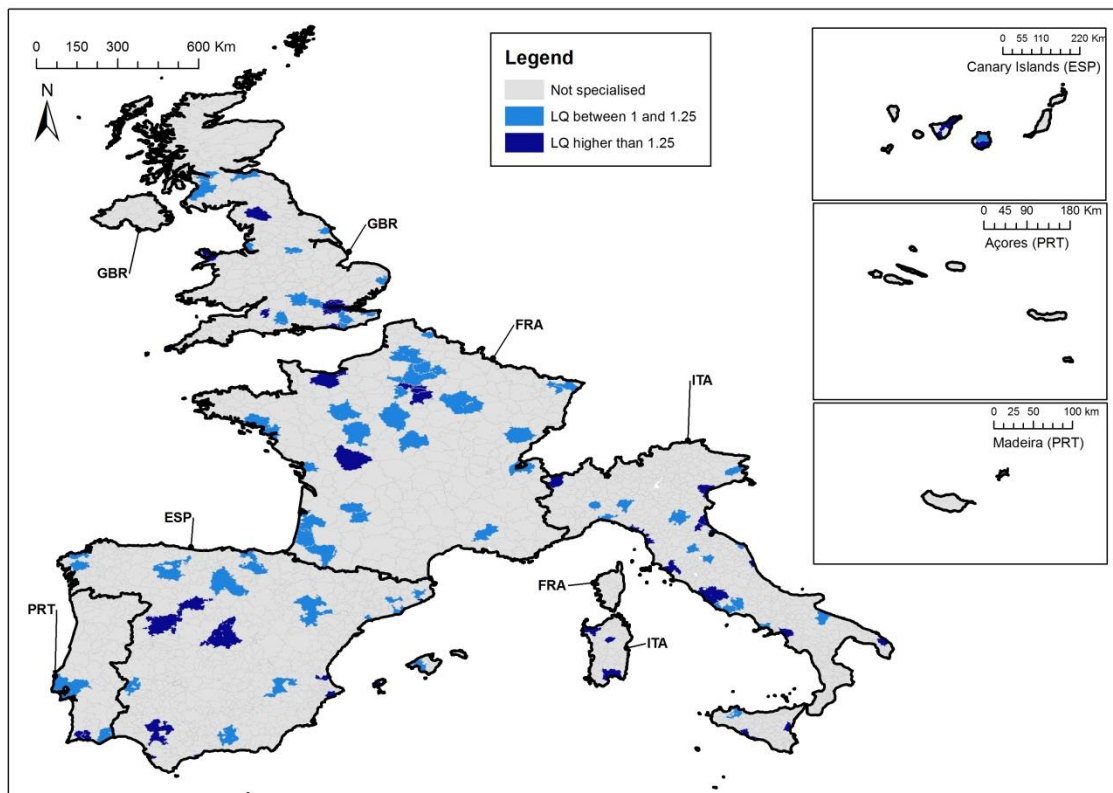 0 150 300 600 Km
N
Legend
Not specialised
LQ between 1 and 1.25
LQ higher than 1.25
0 55 110 220 Km
Canary Islands (ESP)
0 45 90 180 Km
Açores (PRT)
0 25 50 100 km
Madeira (PRT)
GBR
GBR
FRA
ITA
ESP
FRA
PRT
ITA